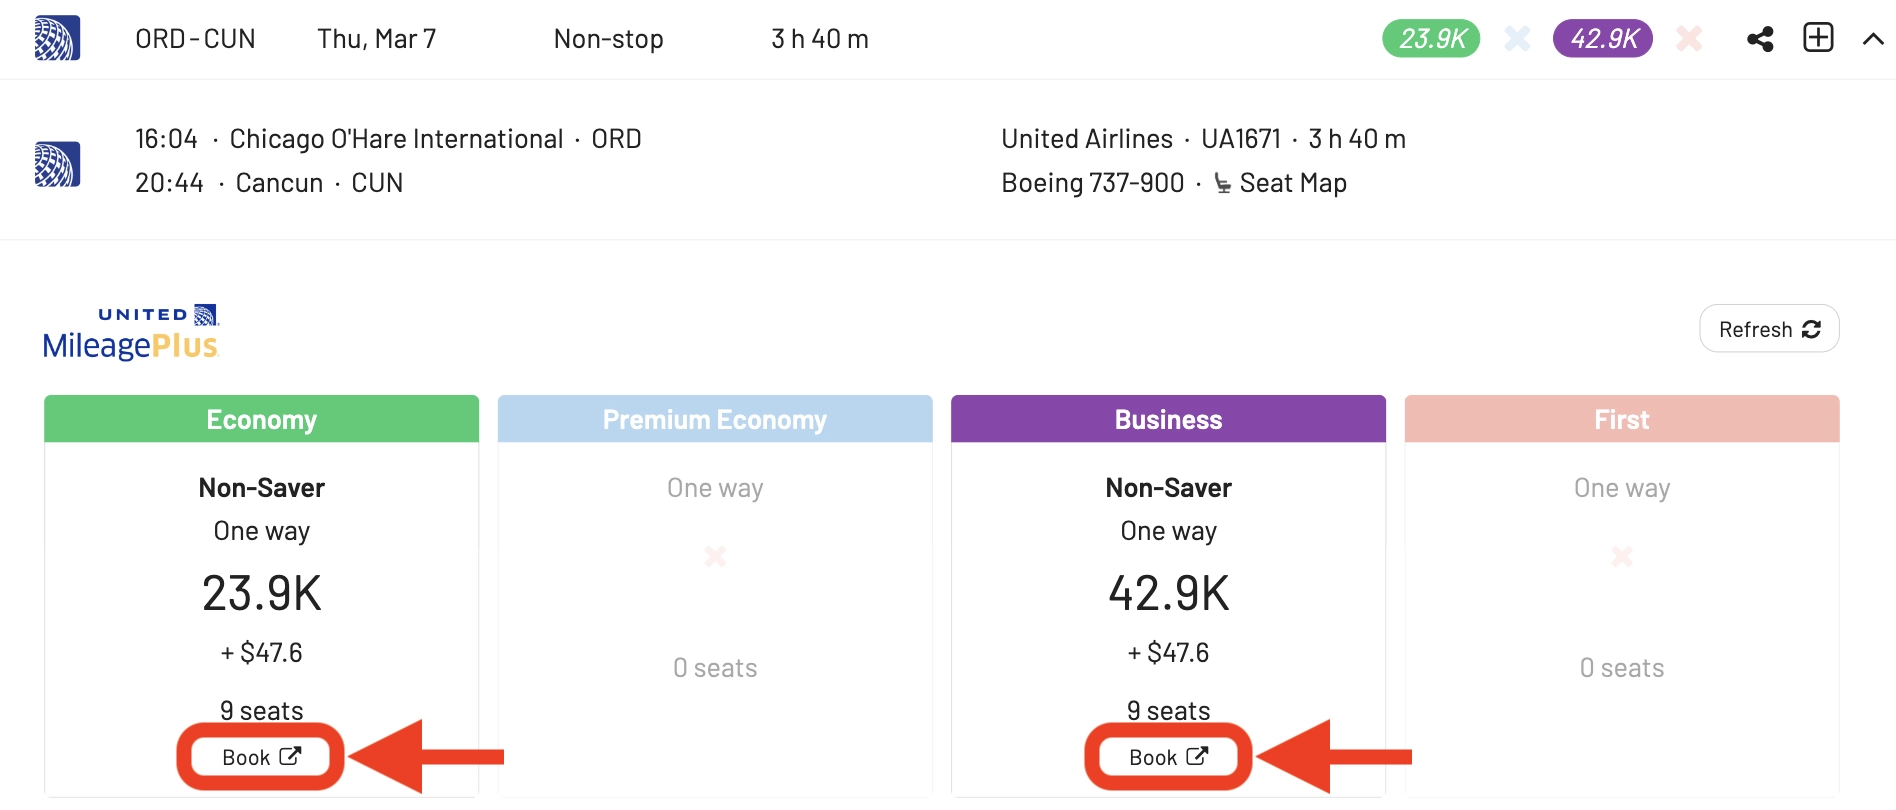 ORD - CUN Thu, Mar 7 Non-stop 3 h 40 m 23.9K 42.9K
16:04 · Chicago O'Hare International · ORD
20:44 · Cancun · CUN
United Airlines · UA1671 · 3 h 40 m
Boeing 737-900 · Seat Map
UNITED
MileagePlus
Refresh
Economy
Non-Saver
One way
23.9K
+ $47.6
9 seats
Book
Premium Economy
One way
0 seats
Business
Non-Saver
One way
42.9K
+ $47.6
9 seats
Book
First
One way
0 seats